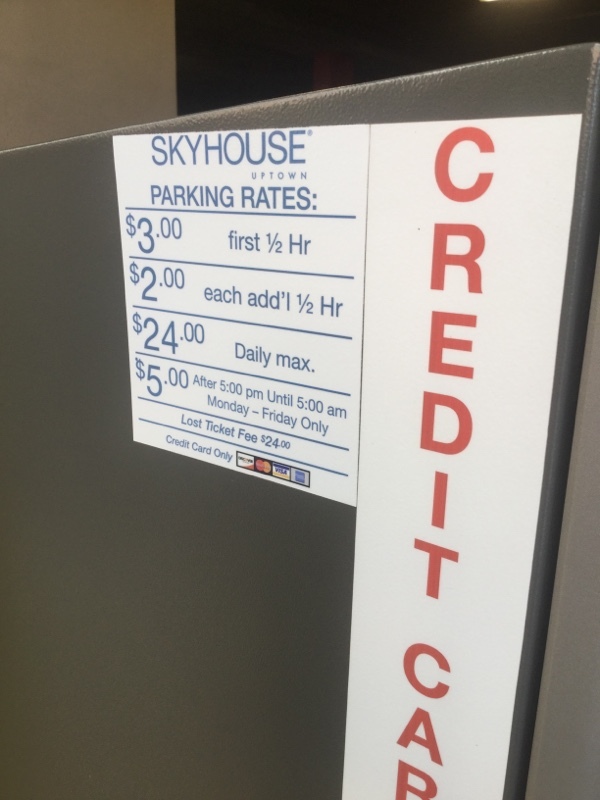 SKYHOUSE®
UPTOWN
PARKING RATES:
$3.00 first ½ Hr
$2.00 each add'l ½ Hr
$24.00 Daily max.
$5.00 After 5:00 pm Until 5:00 am
Monday – Friday Only
Lost Ticket Fee $24.00
Credit Card Only VISA
CREDIT CAR